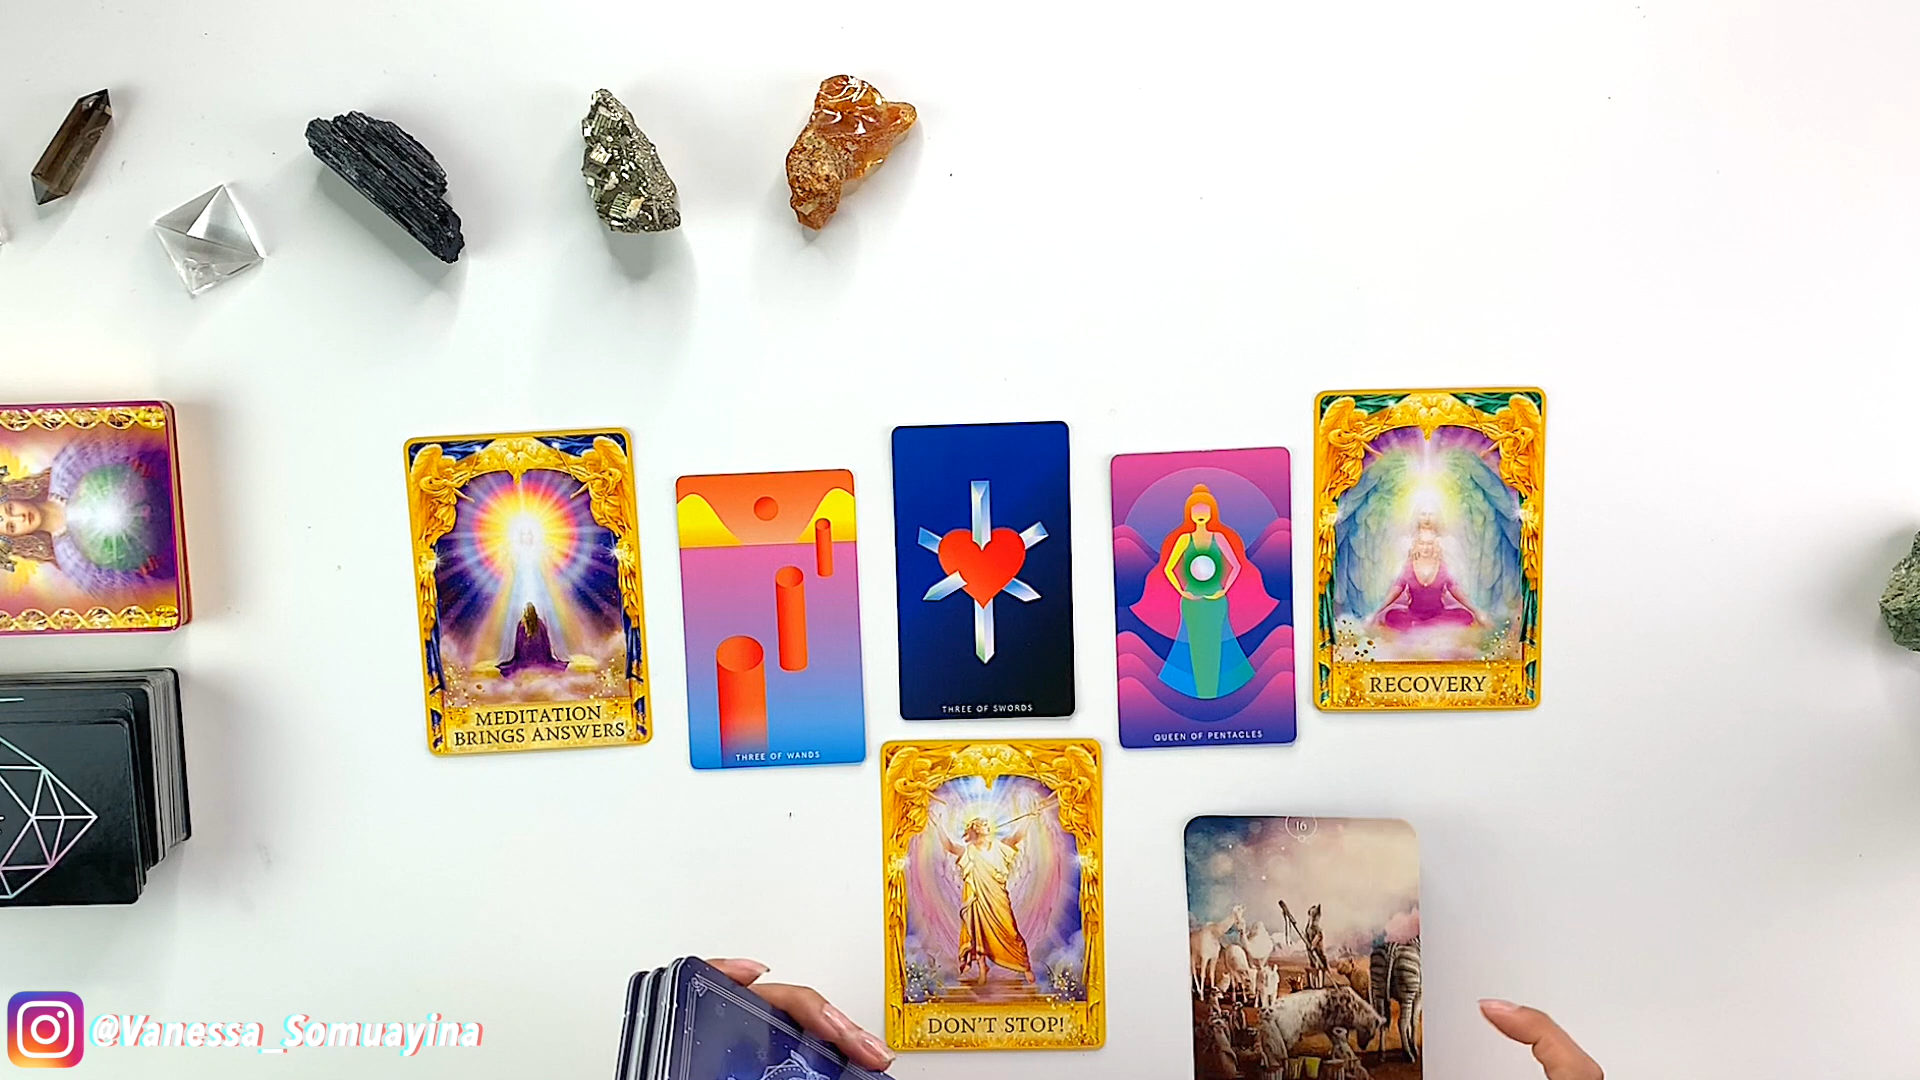 MEDITATION
BRINGS ANSWERS
THREE OF WANDS
THREE OF SWORDS
QUEEN OF PENTACLES
RECOVERY
DON'T STOP!
16
@Vanessa_Somuayina